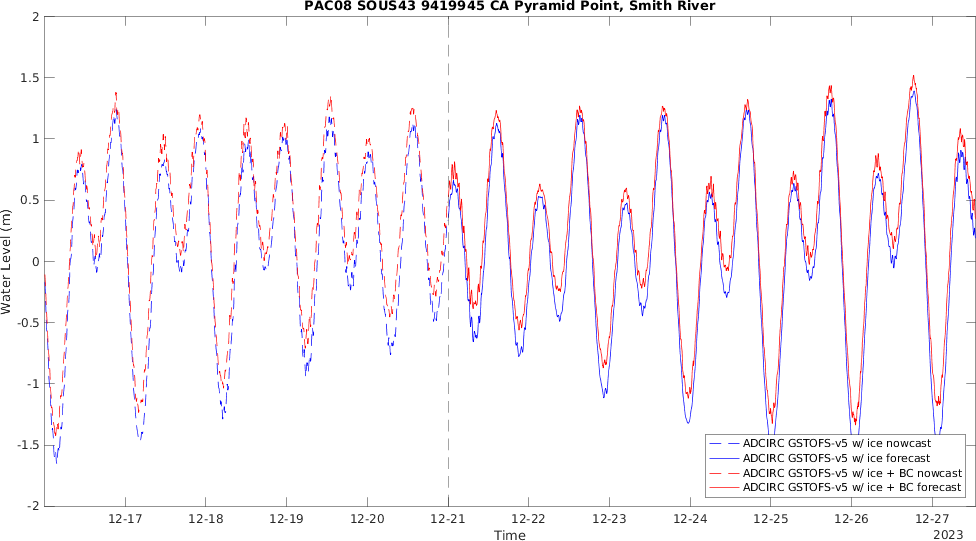 PAC08 SOUS43 9419945 CA Pyramid Point, Smith River
Water Level (m)
2
1.5
1
0.5
0
-0.5
-1
-1.5
-2
12-17 12-18 12-19 12-20 12-21 12-22 12-23 12-24 12-25 12-26 12-27
2023
Time
ADCIRC GSTOFS-v5 w/ ice nowcast
ADCIRC GSTOFS-v5 w/ ice forecast
ADCIRC GSTOFS-v5 w/ ice + BC nowcast
ADCIRC GSTOFS-v5 w/ ice + BC forecast